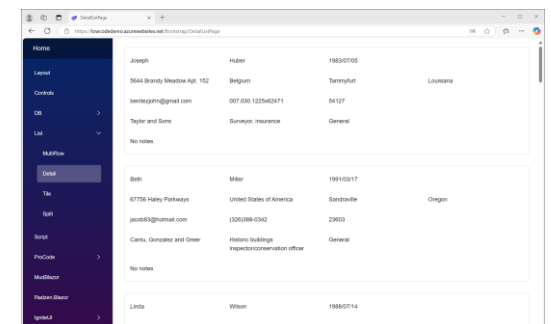 DetailListPage
https://lowcodedemo.azurewebsites.net/Bootstrap/DetailListPage
Home
Layout
Controls
DB
List
MultiRow
Detail
Tile
Split
Script
ProCode
MudBlazor
Radzen.Blazor
IgniteUI
Joseph Huber 1983/07/05
5644 Brandy Meadow Apt. 152 Belgium Tammyfurt Louisiana
benitezjohn@gmail.com 007.030.1225x62471 54127
Taylor and Sons Surveyor, insurance General
No notes.
Beth Miller 1991/03/17
67756 Haley Parkways United States of America Sandraville Oregon
jacob83@hotmail.com (326)388-0342 23603
Cantu, Gonzalez and Greer Historic buildings inspector/conservation officer General
No notes.
Linda Wilson 1988/07/14